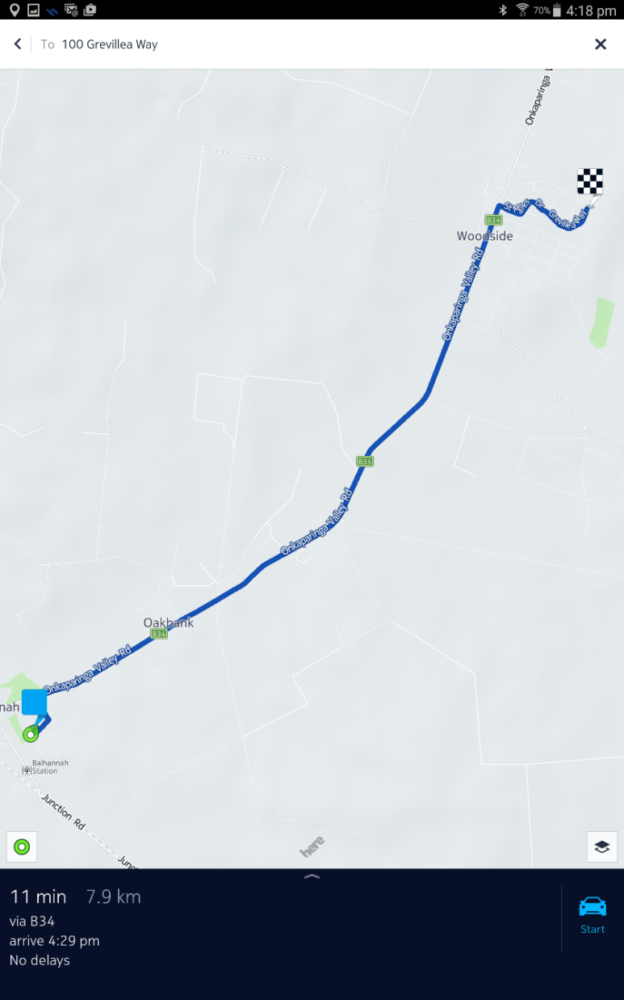 70% 4:18 pm
To 100 Grevillea Way
Onkaparinga
B34
St Marks Dr
Grevillea Way
Woodside
Onkaparinga Valley Rd
B34
Onkaparinga Valley Rd
Oakbank
B34
Onkaparinga Valley Rd
nah
Balhannah
Station
Junction Rd
Junc
here
11 min 7.9 km
via B34
arrive 4:29 pm
No delays
Start